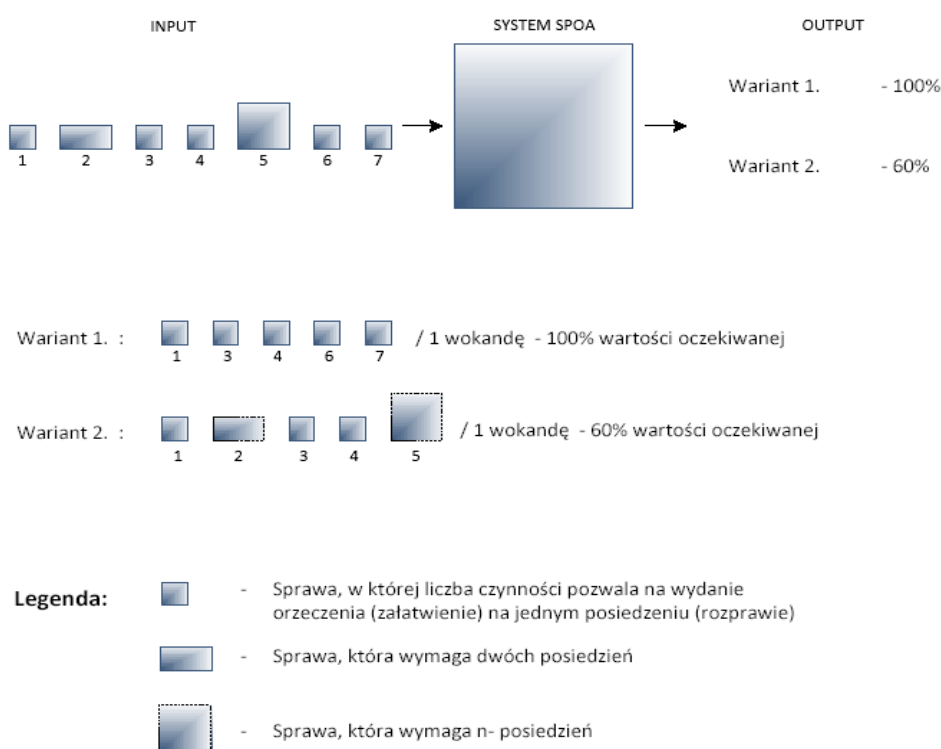 INPUT SYSTEM SPOA OUTPUT
Wariant 1. - 100%
1 2 3 4 5 6 7
Wariant 2. - 60%
Wariant 1. : / 1 wokandę - 100% wartości oczekiwanej
1 3 4 6 7
Wariant 2. : / 1 wokandę - 60% wartości oczekiwanej
1 2 3 4 5
Legenda: - Sprawa, w której liczba czynności pozwala na wydanie
orzeczenia (załatwienie) na jednym posiedzeniu (rozprawie)
- Sprawa, która wymaga dwóch posiedzień
- Sprawa, która wymaga n- posiedzień